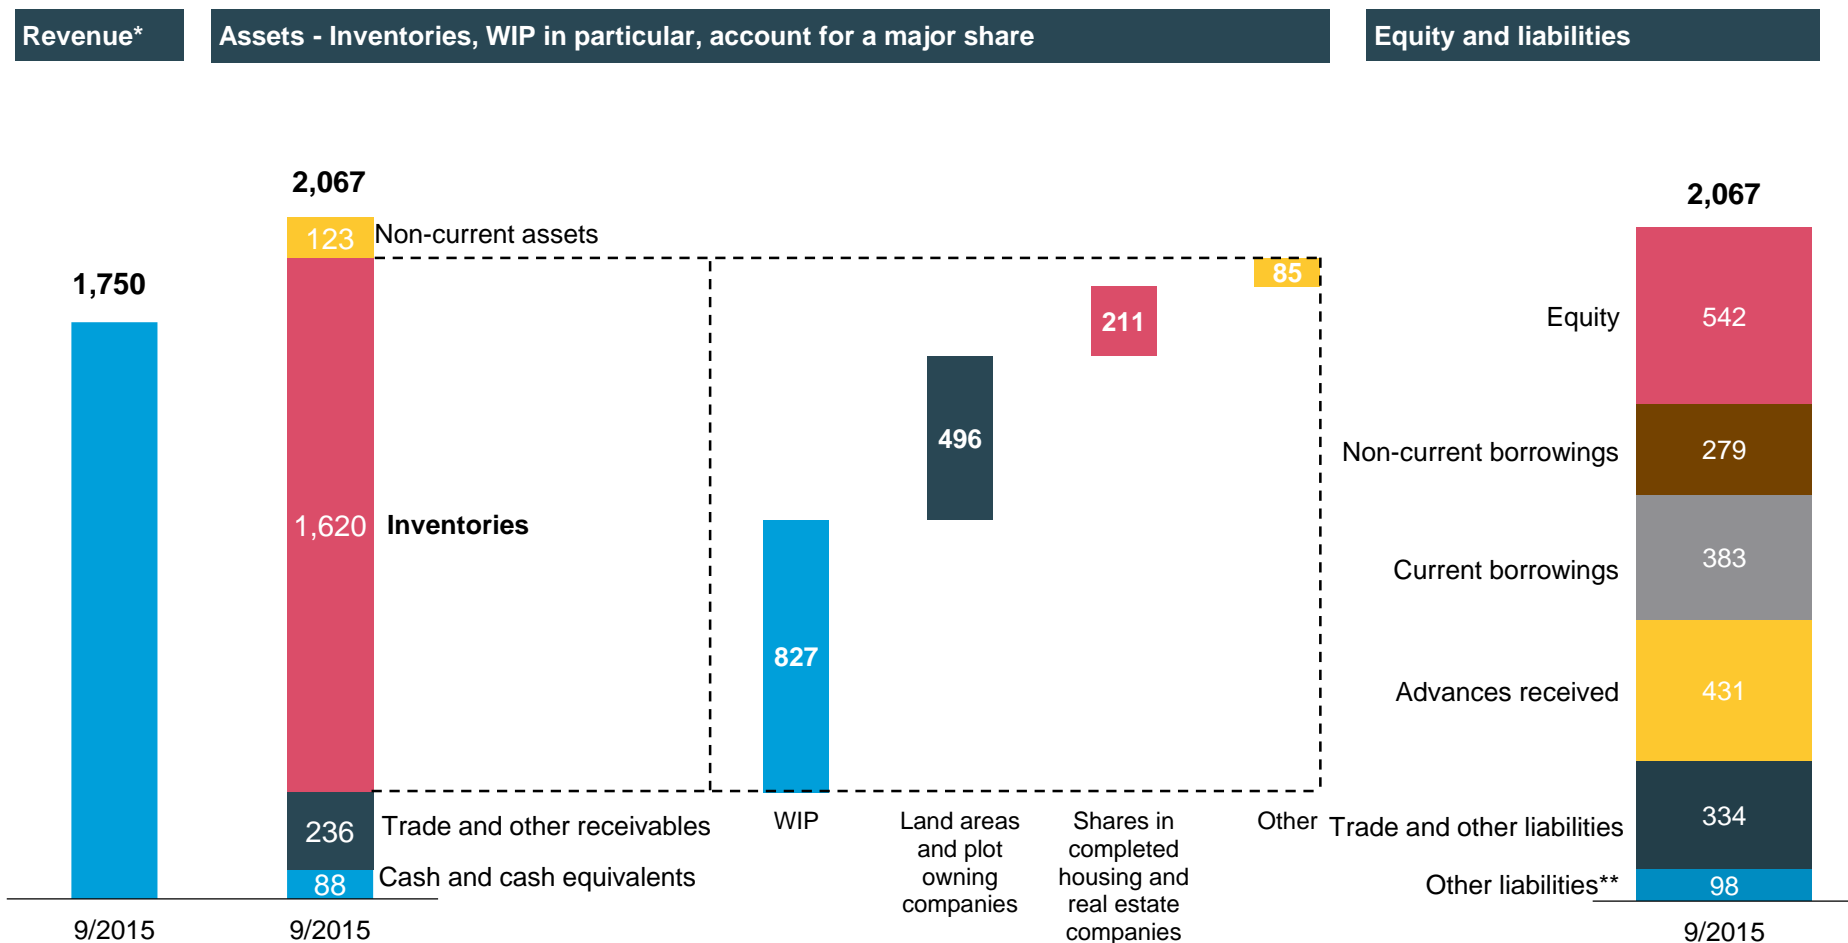 Revenue*
Assets - Inventories, WIP in particular, account for a major share
Equity and liabilities
1,750
9/2015
2,067
123
Non-current assets
1,620
Inventories
236
Trade and other receivables
88
Cash and cash equivalents
9/2015
827
WIP
496
Land areas
and plot
owning
companies
211
Shares in
completed
housing and
real estate
companies
85
Other
2,067
Equity
542
Non-current borrowings
279
Current borrowings
383
Advances received
431
Trade and other liabilities
334
Other liabilities**
98
9/2015